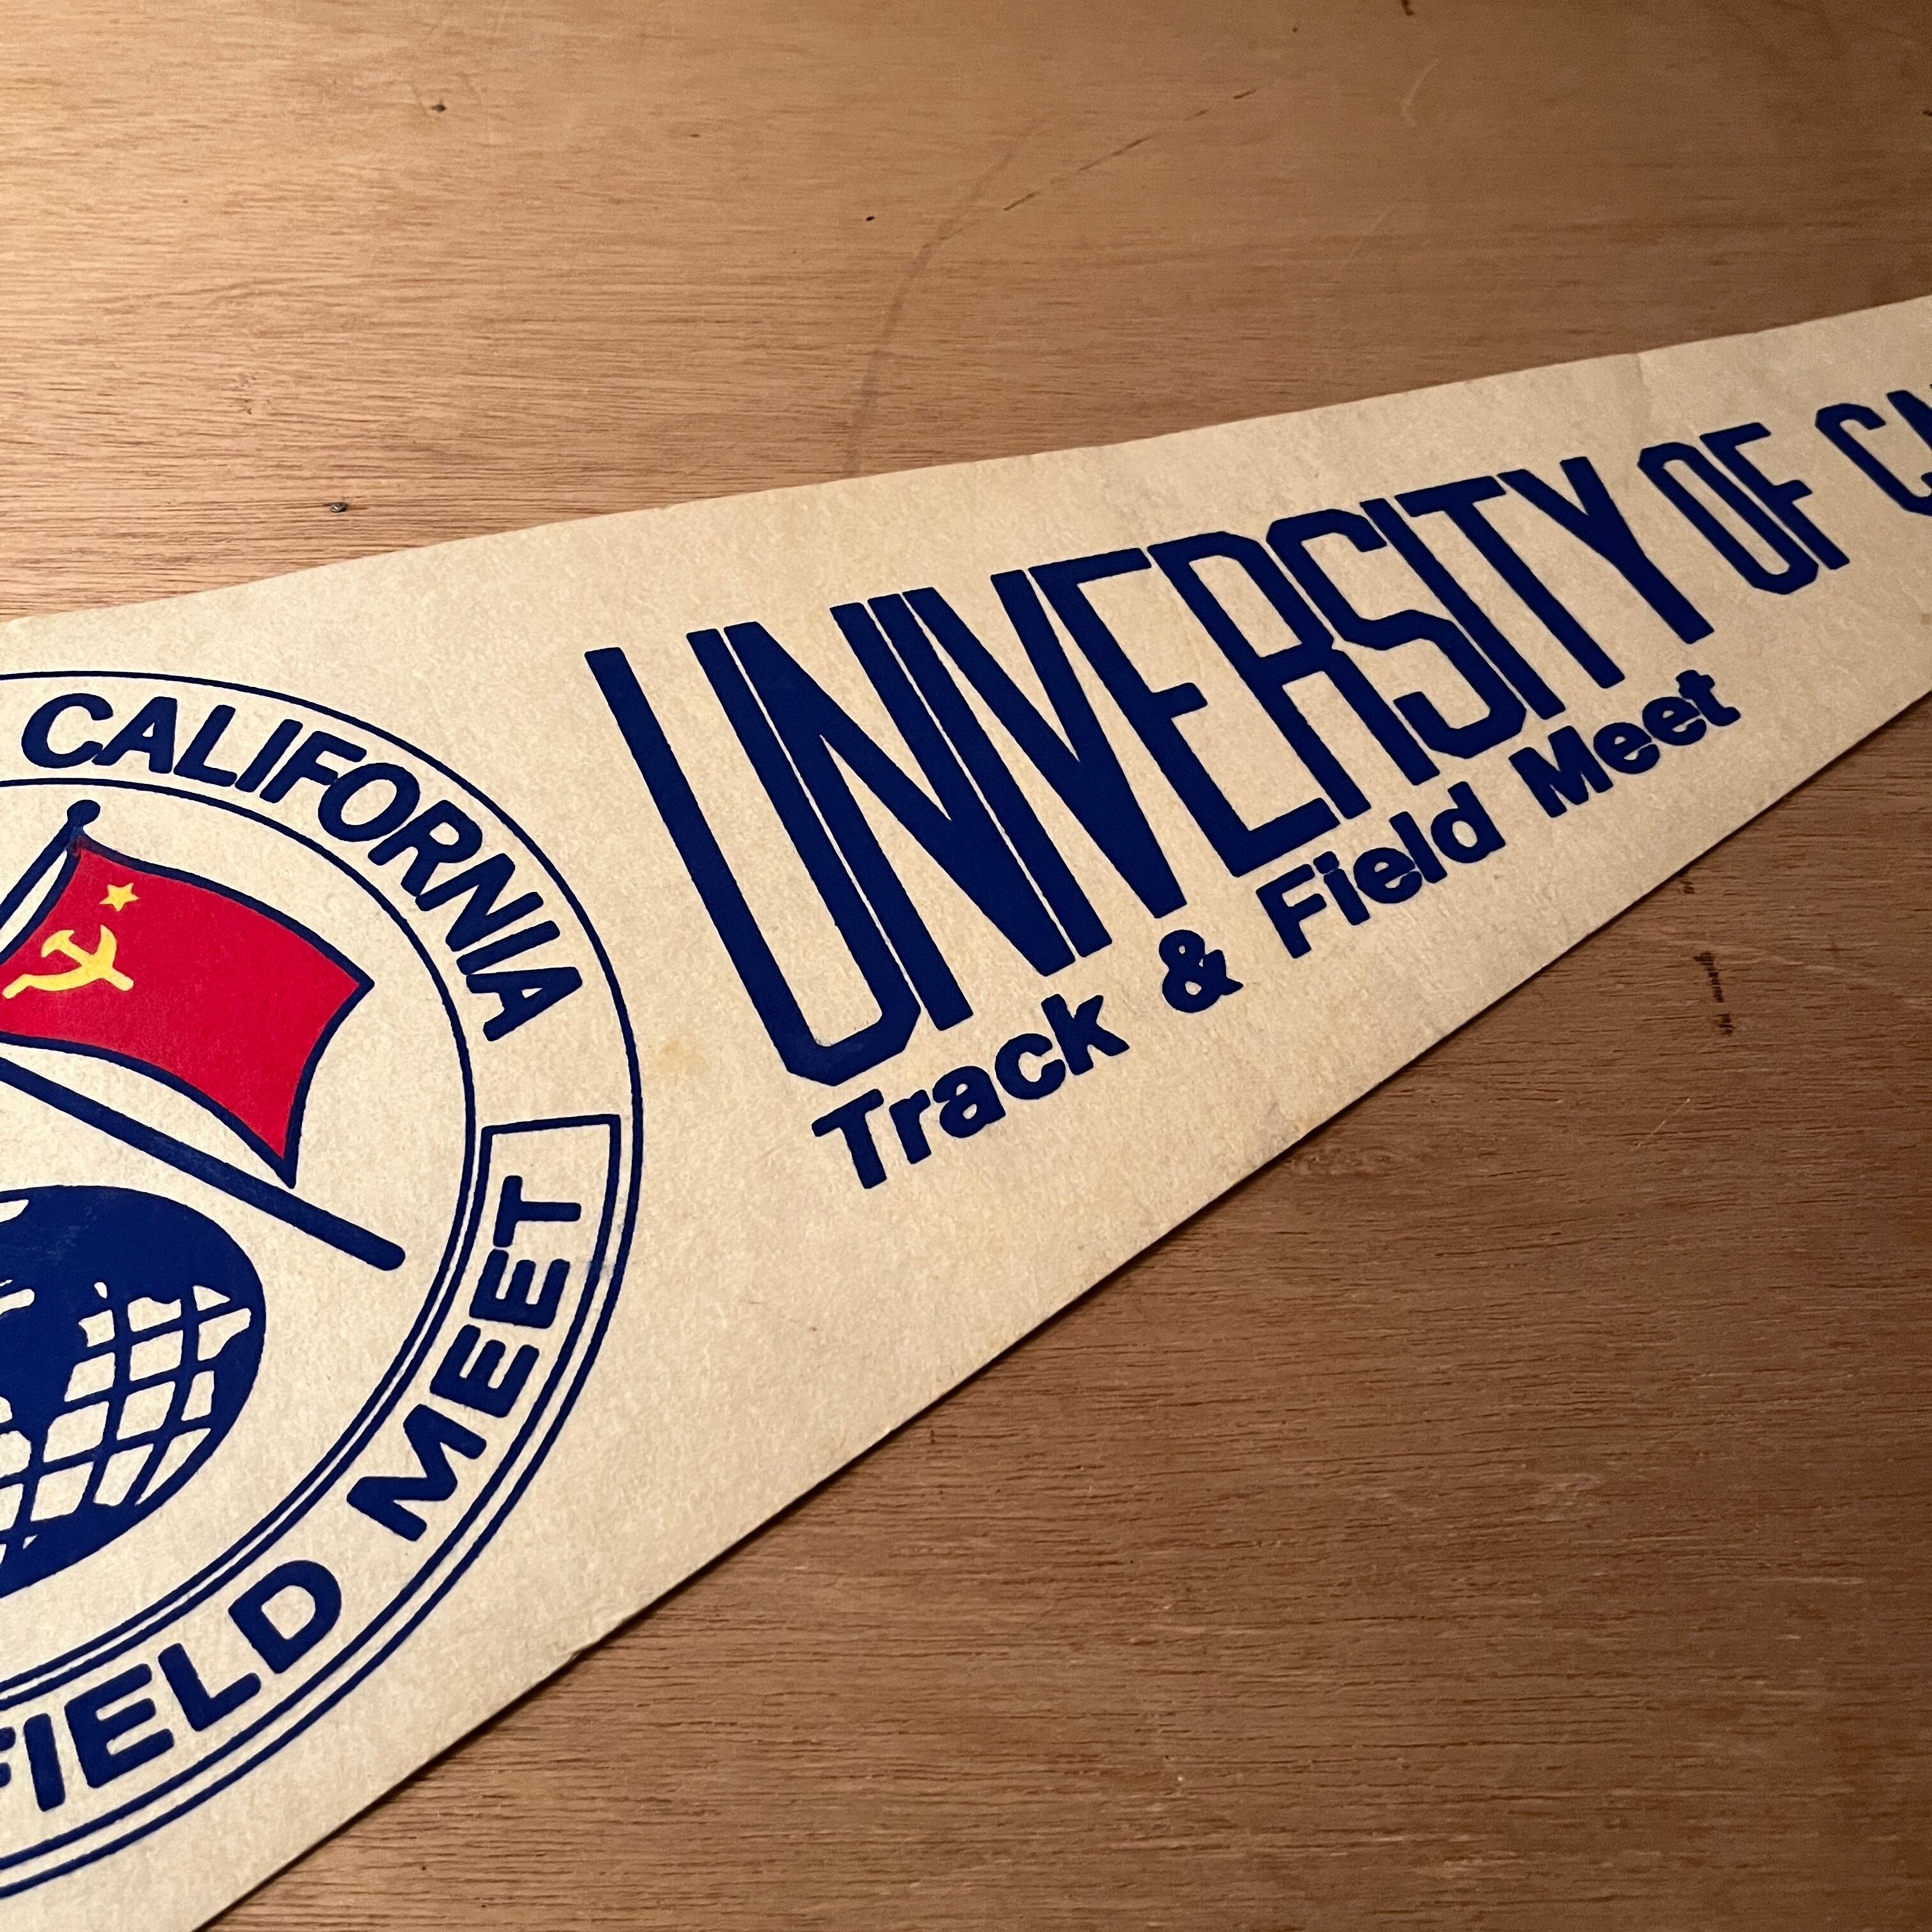 CALIFORNIA
FIELD MEET
UNIVERSITY OF CA
Track & Field Meet